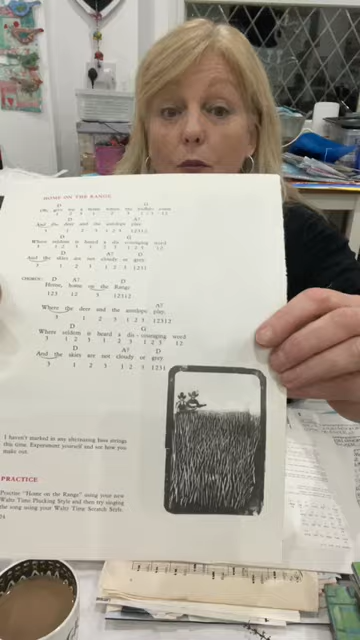 HOME ON THE RANGE
D G
Oh, give me a home where the buffalo roam
D A7
And the deer and the antelope play,
3 1 2 3 1 2 3 12312
D G
Where seldom is heard a dis - couraging word
D A7 D
And the skies are not cloudy or grey
CHORUS: D A7 D
Home, home on the Range
123 12 3 12312
A7
Where the deer and the antelope play.
3 1 2 3 1 2 3 12312
D G
Where seldom is heard a dis - couraging word
D A7 D
And the skies are not cloudy or grey
3 1 2 3 1 2 3 1231
I haven't marked in any alternating bass strings
this time. Experiment yourself and see how you
make out.
PRACTICE
Practise "Home on the Range" using your new
Waltz Time Plucking Style and then try singing
the song using your Waltz Time Scratch Style.